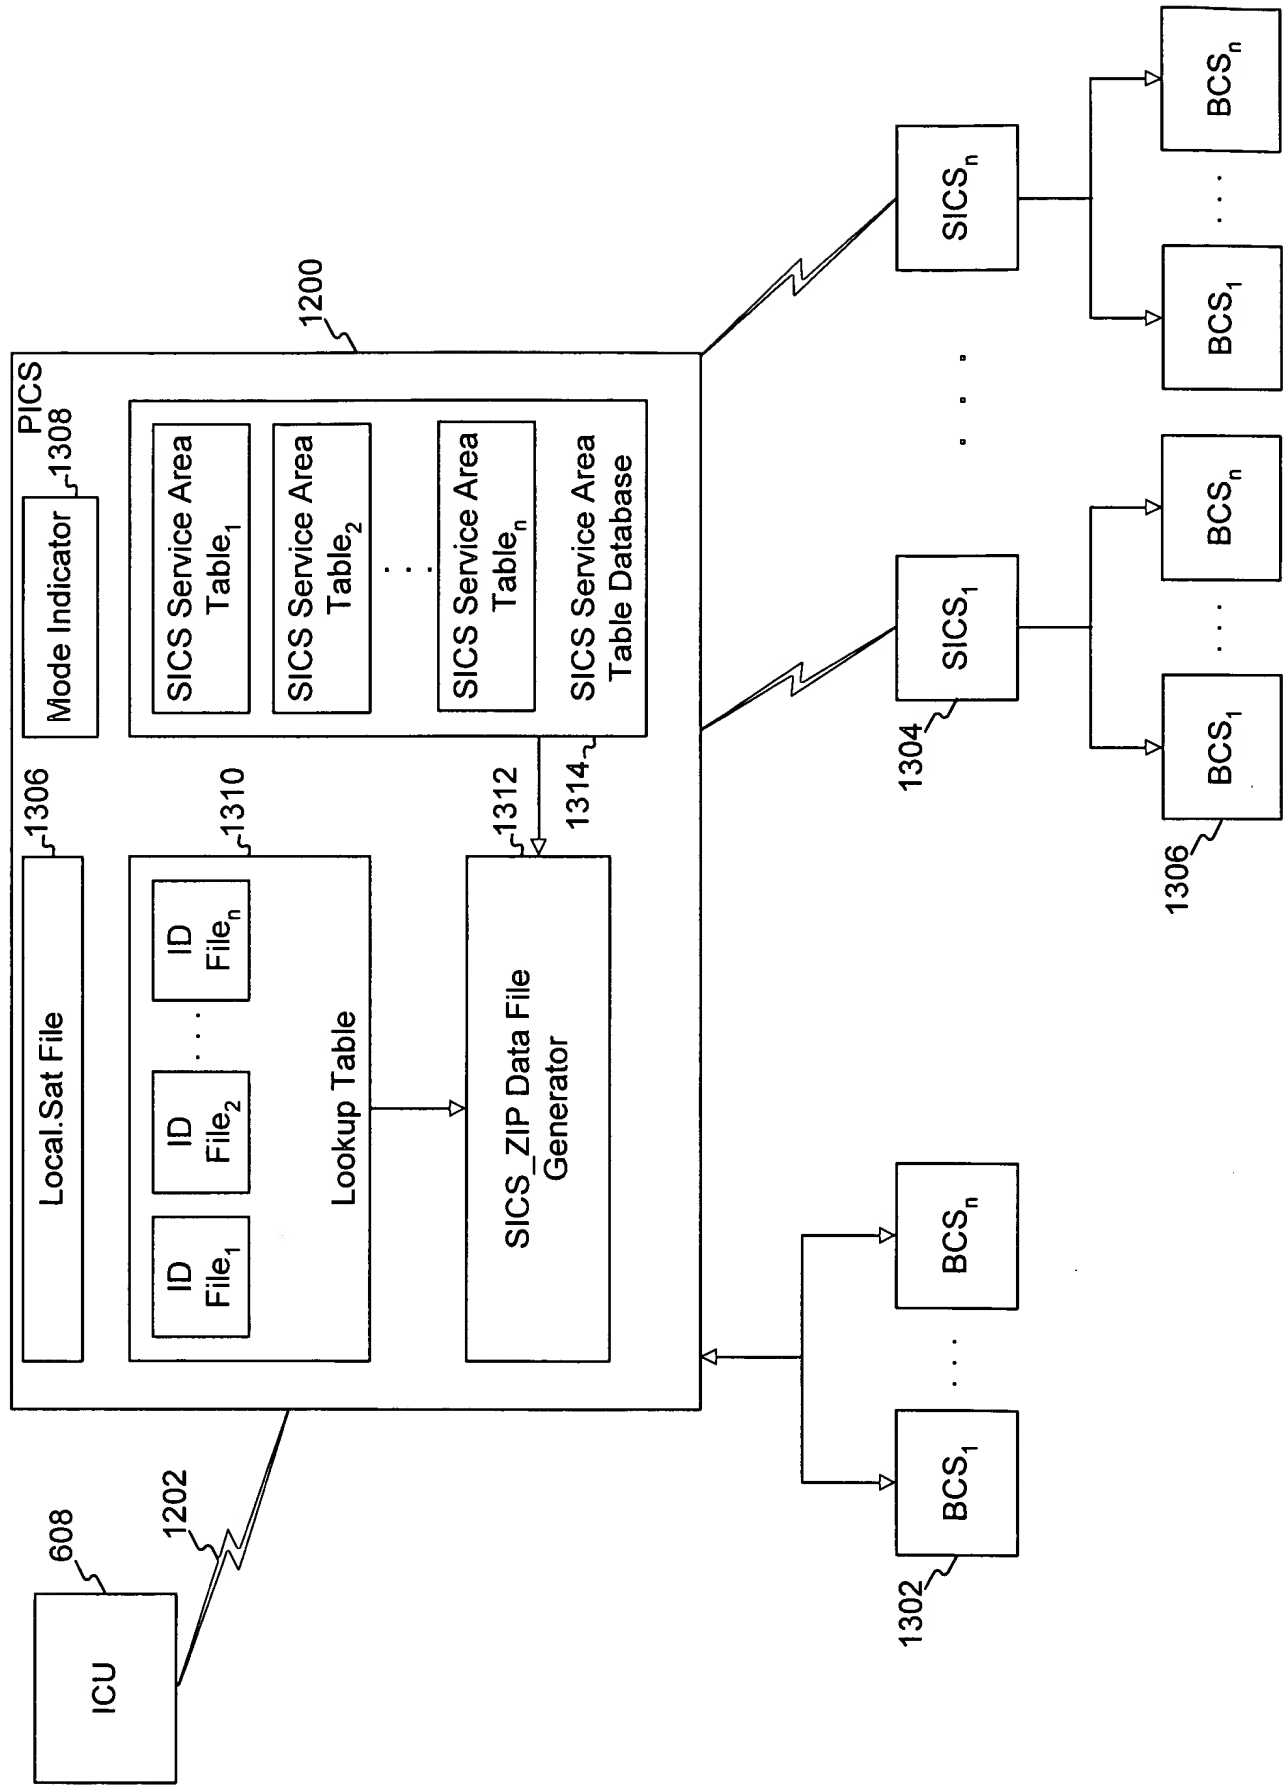 ICU
608
1202
PICS
1200
Local.Sat File
1306
Mode Indicator
1308
ID
File₁
ID
File₂
. . .
ID
Fileₙ
Lookup Table
1310
SICS Service Area
Table₁
SICS Service Area
Table₂
. . .
SICS Service Area
Tableₙ
SICS Service Area
Table Database
1314
SICS_ZIP Data File
Generator
1312
BCS₁
. . .
BCSₙ
1302
SICS₁
1304
. . .
SICSₙ
BCS₁
. . .
BCSₙ
1306
BCS₁
. . .
BCSₙ